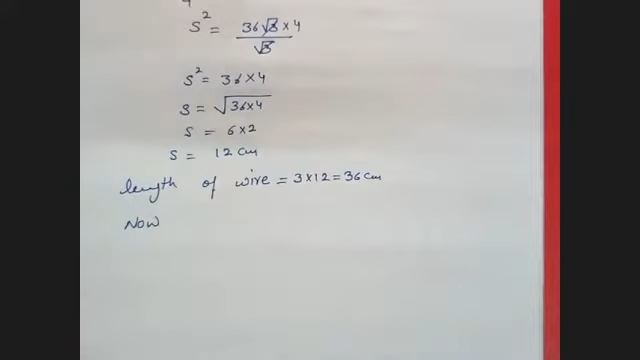 4
S² = 36√3 × 4 / √3
S² = 36 × 4
S = √36×4
S = 6×2
S = 12 cm
length of wire = 3×12 = 36 cm
Now